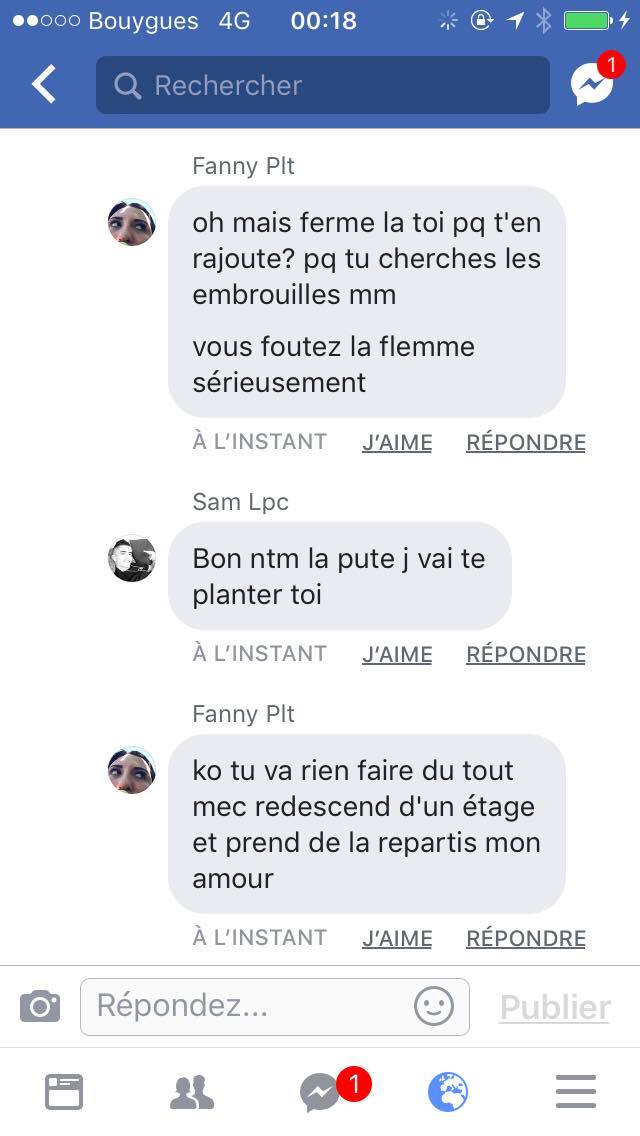 Bouygues 4G 00:18
Rechercher
1
Fanny Plt
oh mais ferme la toi pq t'en
rajoute? pq tu cherches les
embrouilles mm
vous foutez la flemme
sérieusement
À L'INSTANT J'AIME RÉPONDRE
Sam Lpc
Bon ntm la pute j vai te
planter toi
À L'INSTANT J'AIME RÉPONDRE
Fanny Plt
ko tu va rien faire du tout
mec redescend d'un étage
et prend de la repartis mon
amour
À L'INSTANT J'AIME RÉPONDRE
Répondez... Publier
1